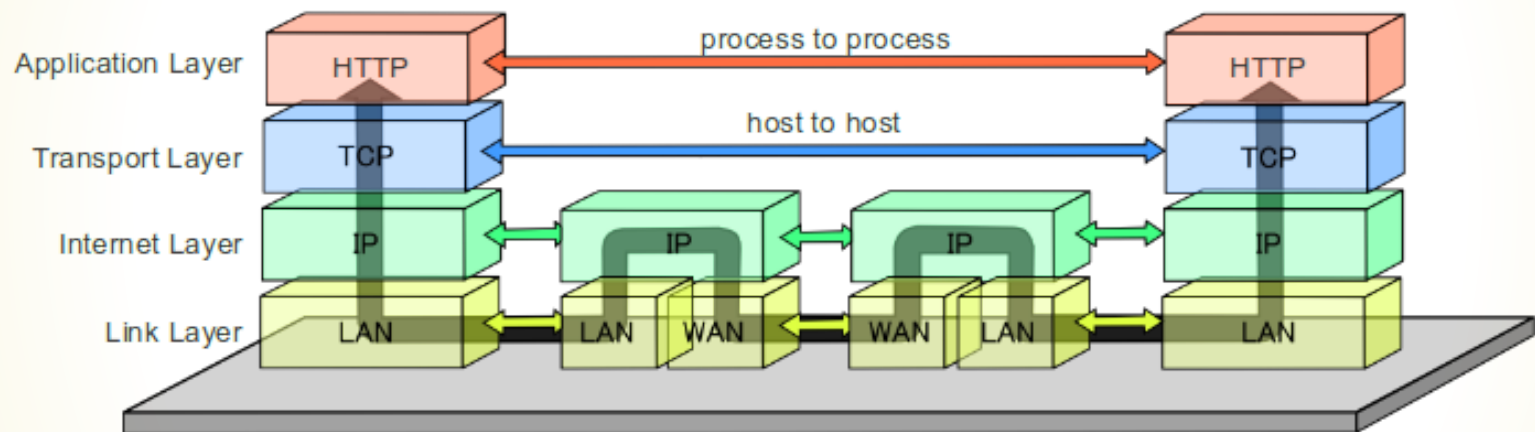 process to process
Application Layer HTTP HTTP
host to host
Transport Layer TCP TCP
Internet Layer IP IP IP IP
Link Layer LAN LAN WAN WAN LAN LAN